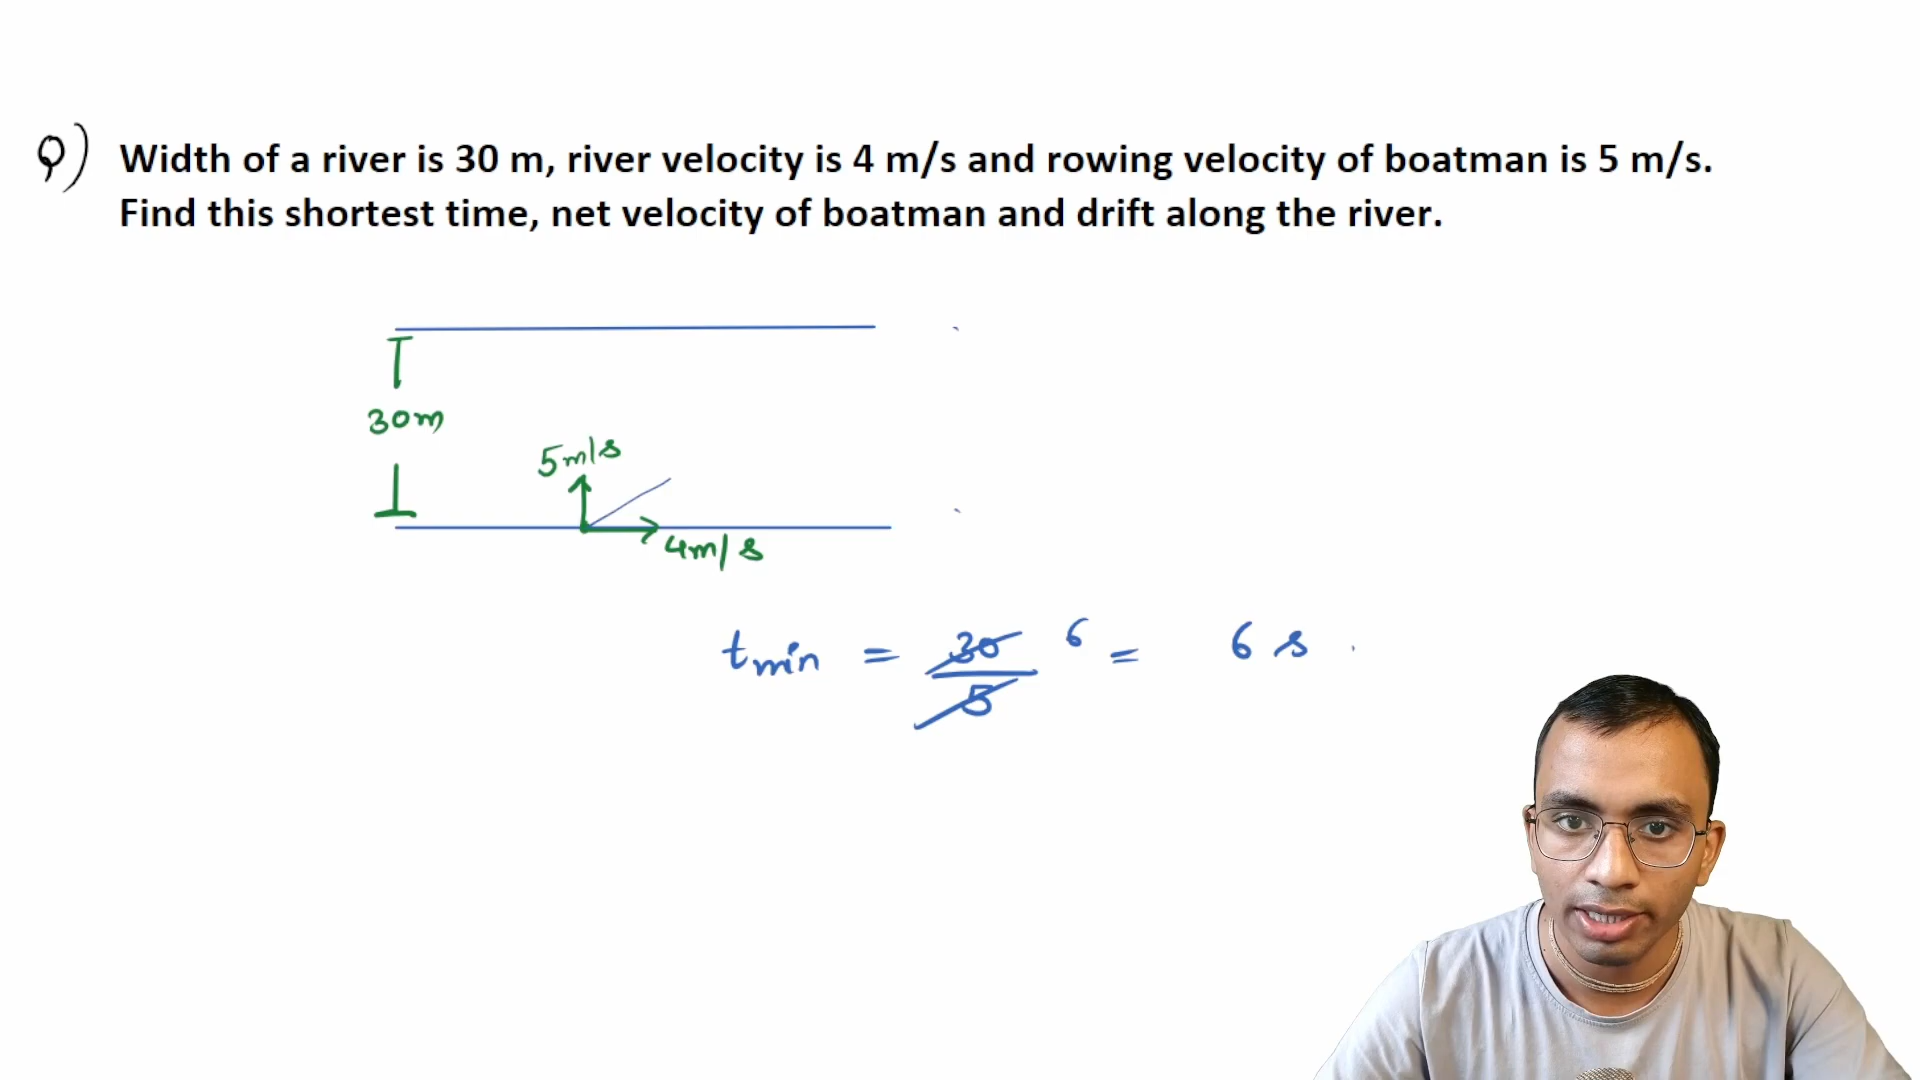 Q) Width of a river is 30 m, river velocity is 4 m/s and rowing velocity of boatman is 5 m/s.
Find this shortest time, net velocity of boatman and drift along the river.
30m
5m/s
4m/s
tmin = 30/5 6 = 6 s